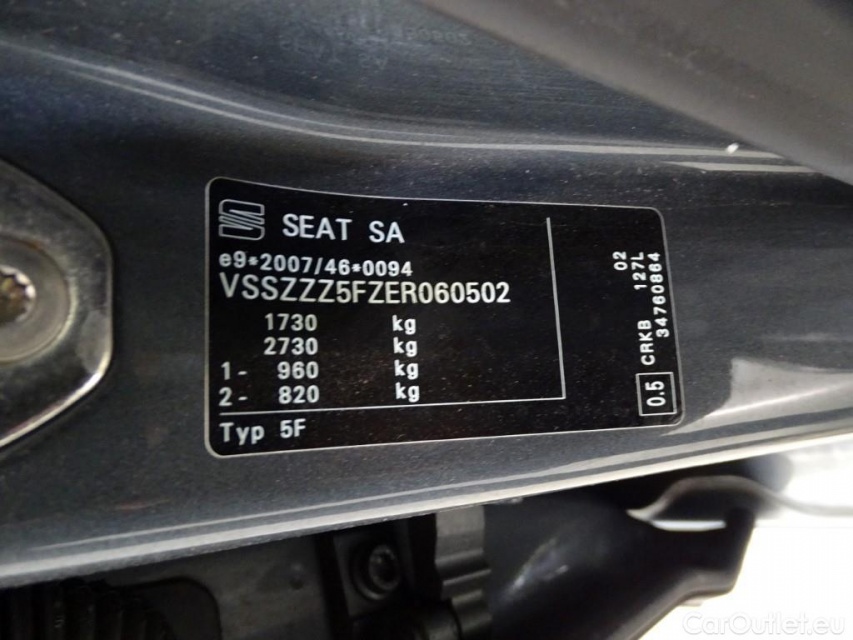 SEAT SA
e9*2007/46*0094
VSSZZZ5FZER060502
1730 kg
2730 kg
1- 960 kg
2- 820 kg
Typ 5F
02
CRKB 127L
34760864
0.5
CarOutlet.eu